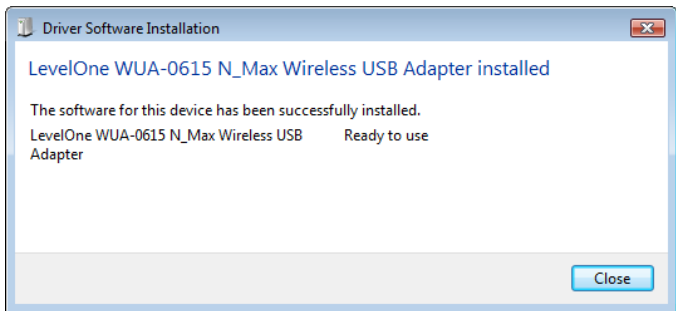 Driver Software Installation
LevelOne WUA-0615 N_Max Wireless USB Adapter installed
The software for this device has been successfully installed.
LevelOne WUA-0615 N_Max Wireless USB Ready to use
Adapter
Close